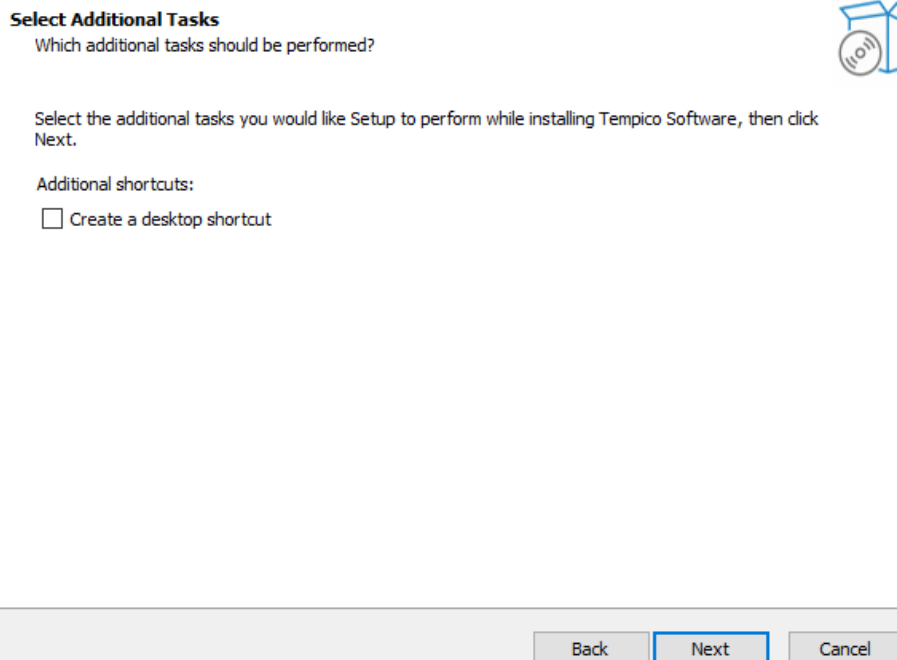 Select Additional Tasks
Which additional tasks should be performed?
Select the additional tasks you would like Setup to perform while installing Tempico Software, then click
Next.
Additional shortcuts:
Create a desktop shortcut
Back
Next
Cancel